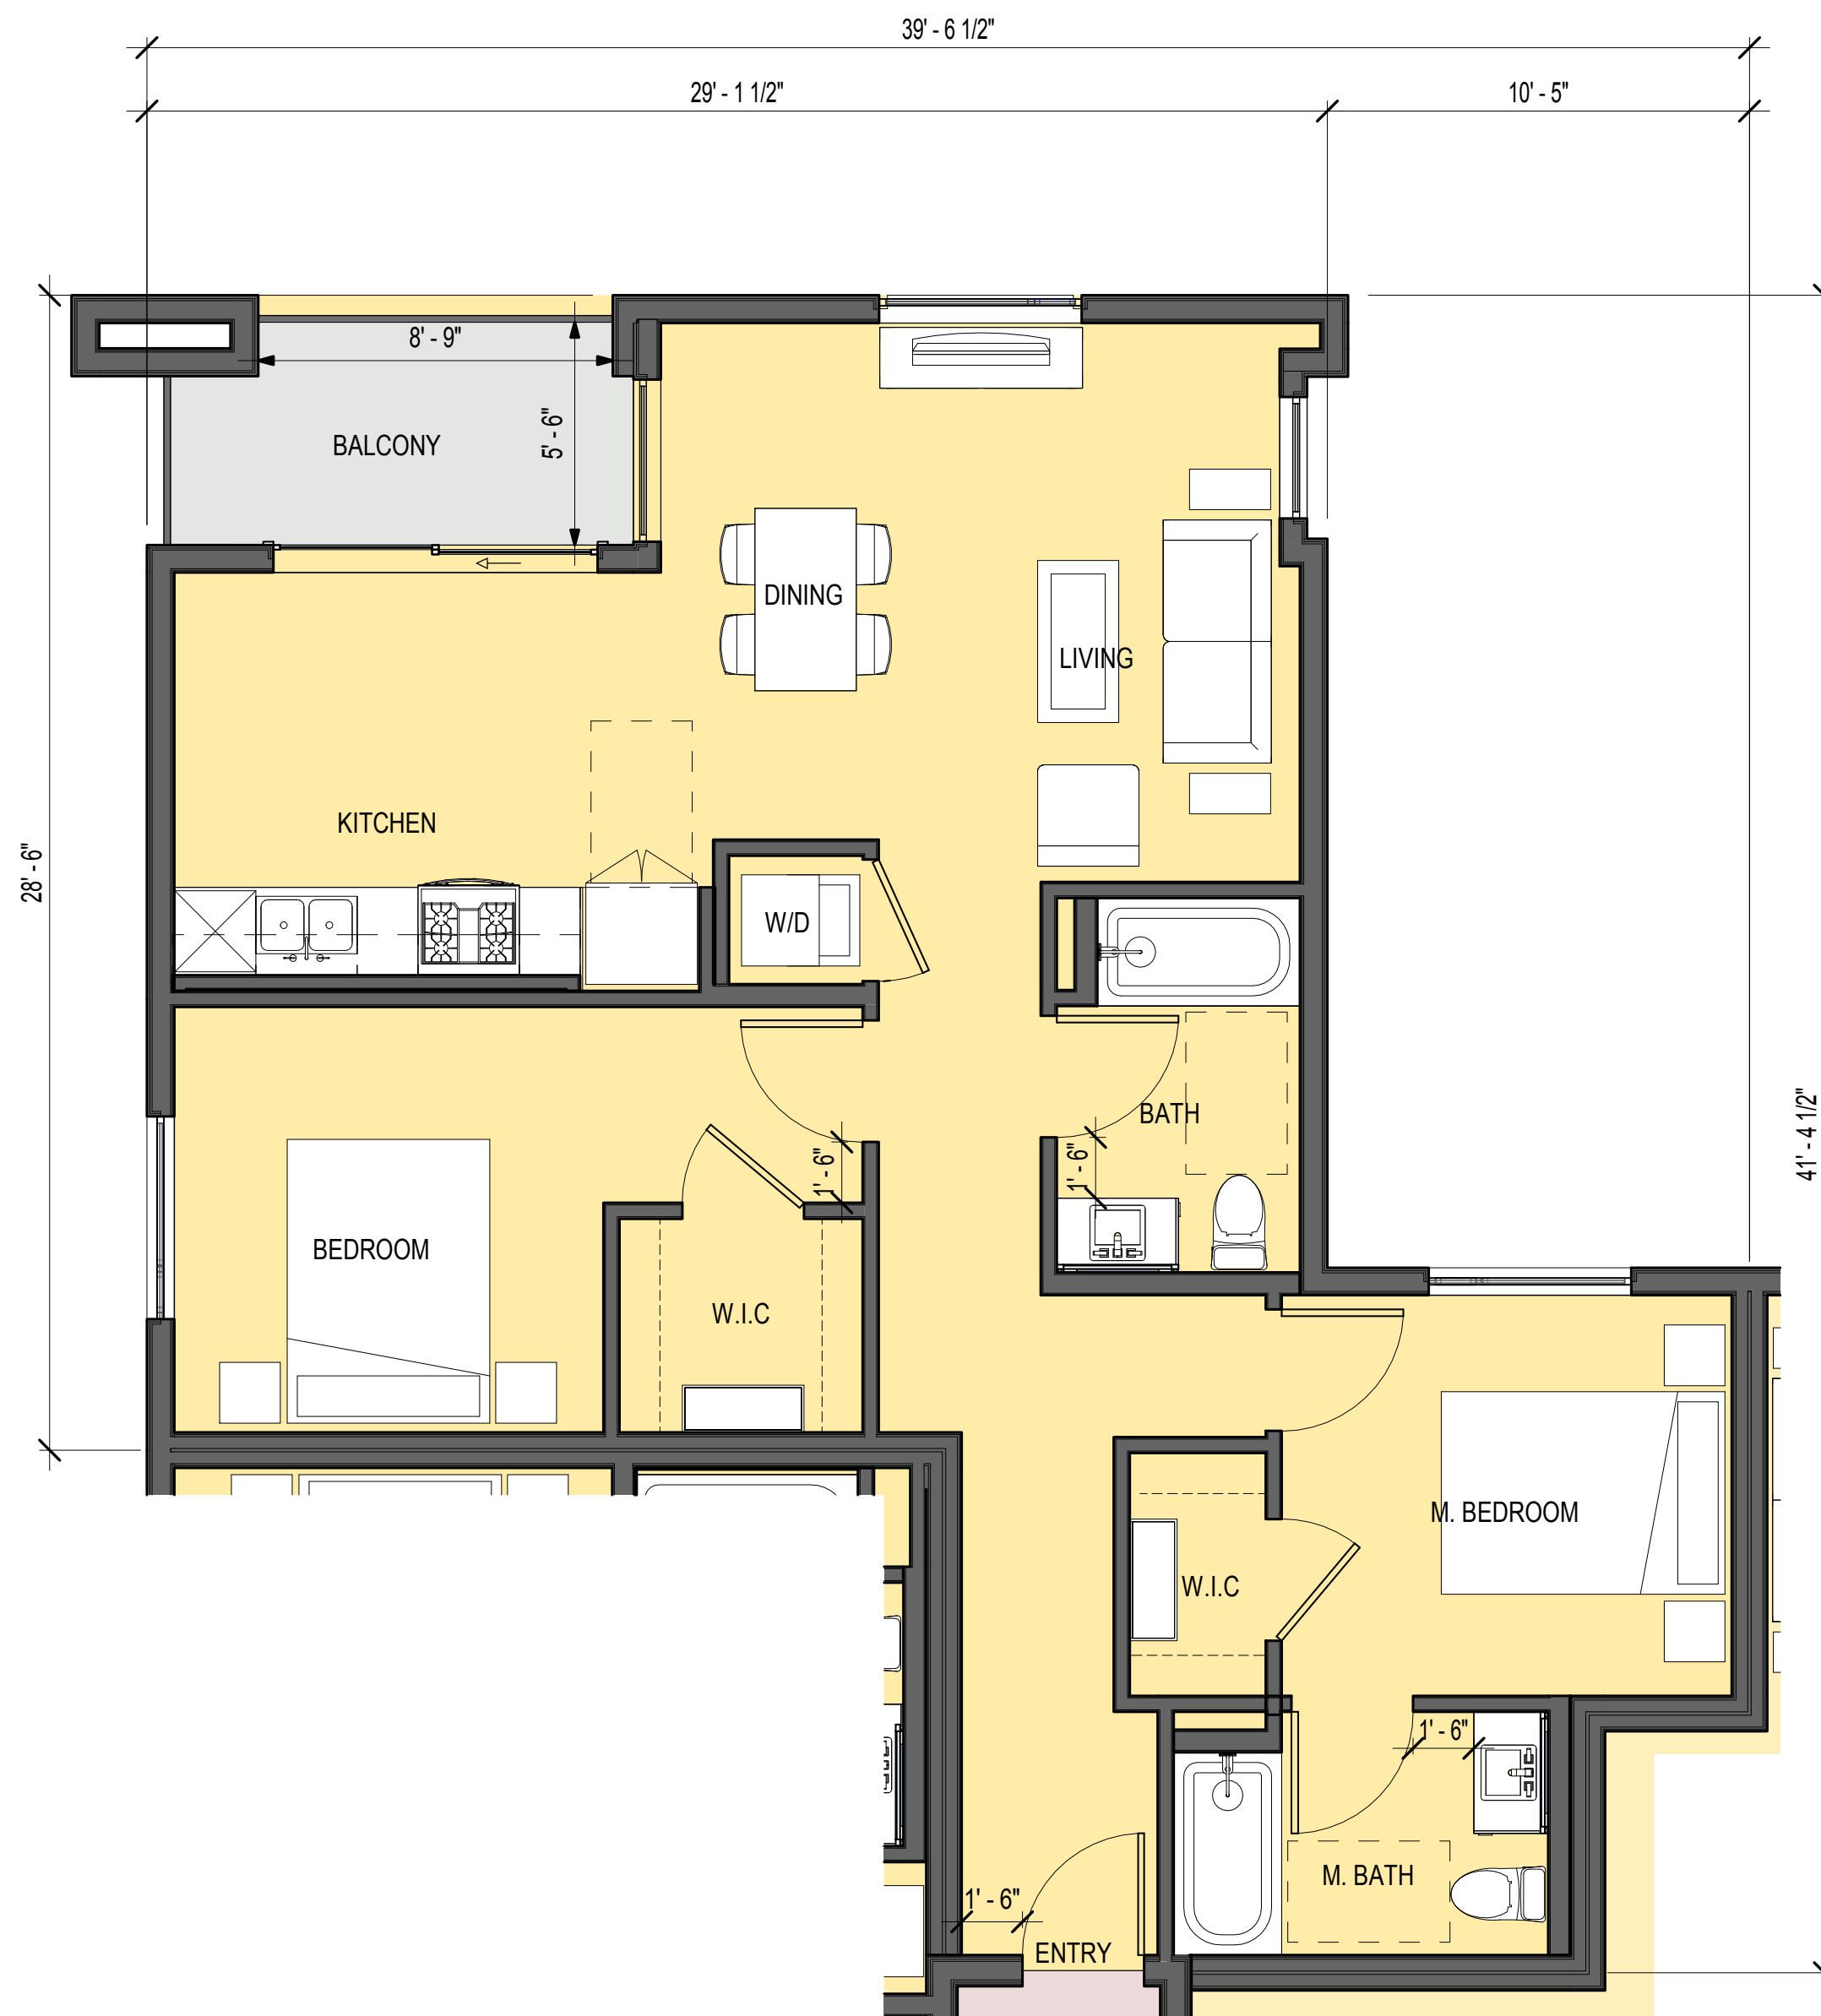 39' - 6 1/2"
29' - 1 1/2"
10' - 5"
8' - 9"
BALCONY
5' - 6"
DINING
LIVING
KITCHEN
28' - 6"
W/D
BATH
41' - 4 1/2"
1' - 6"
1' - 6"
BEDROOM
W.I.C
M. BEDROOM
W.I.C
1' - 6"
M. BATH
1' - 6"
ENTRY